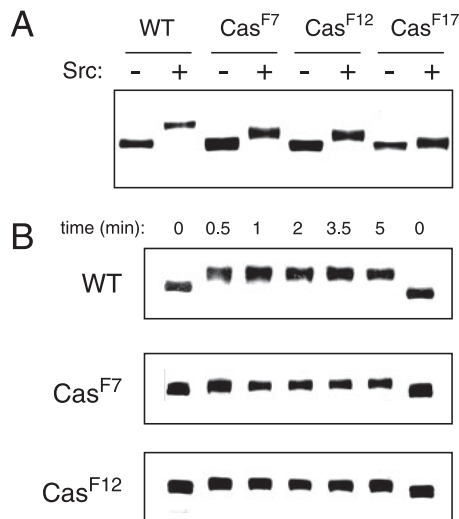 A
WT Cas^F7 Cas^F12 Cas^F17
Src: - + - + - + - +
B
time (min): 0 0.5 1 2 3.5 5 0
WT
Cas^F7
Cas^F12